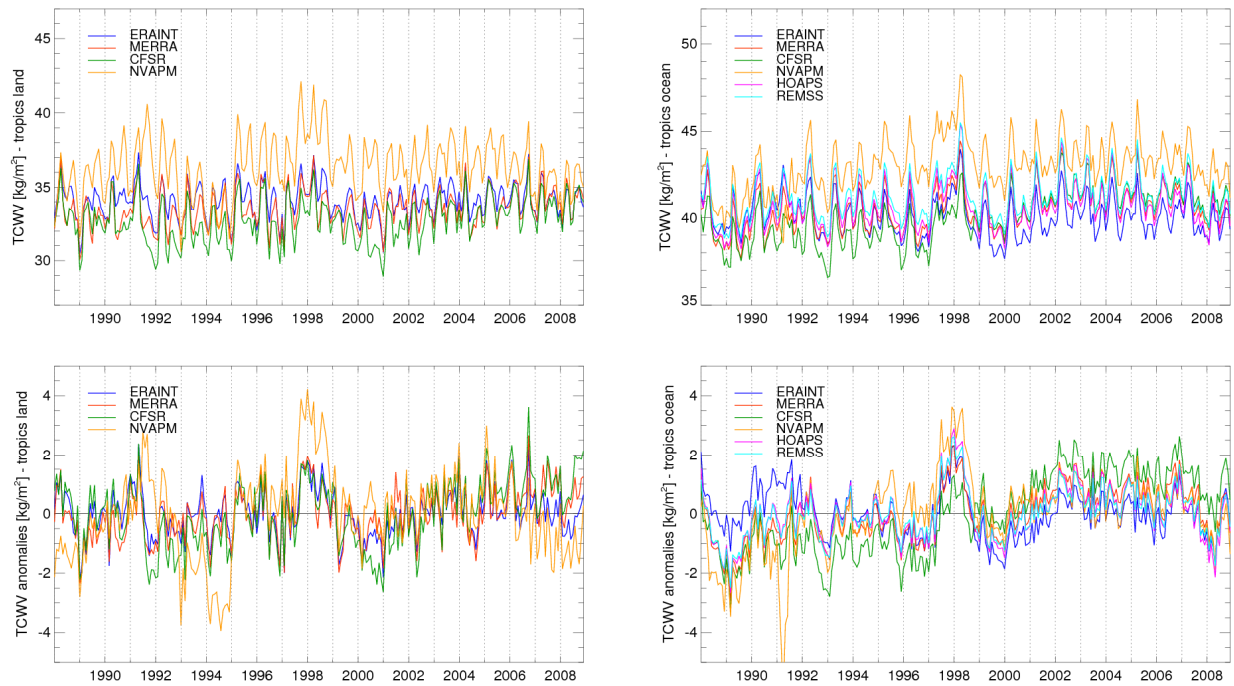 TCWV [kg/m²] - tropics land
45
40
35
30
ERAINT
MERRA
CFSR
NVAPM
1990 1992 1994 1996 1998 2000 2002 2004 2006 2008
TCWV [kg/m²] - tropics ocean
50
45
40
35
ERAINT
MERRA
CFSR
NVAPM
HOAPS
REMSS
1990 1992 1994 1996 1998 2000 2002 2004 2006 2008
TCWV anomalies [kg/m²] - tropics land
4
2
0
-2
-4
ERAINT
MERRA
CFSR
NVAPM
1990 1992 1994 1996 1998 2000 2002 2004 2006 2008
TCWV anomalies [kg/m²] - tropics ocean
4
2
0
-2
-4
ERAINT
MERRA
CFSR
NVAPM
HOAPS
REMSS
1990 1992 1994 1996 1998 2000 2002 2004 2006 2008